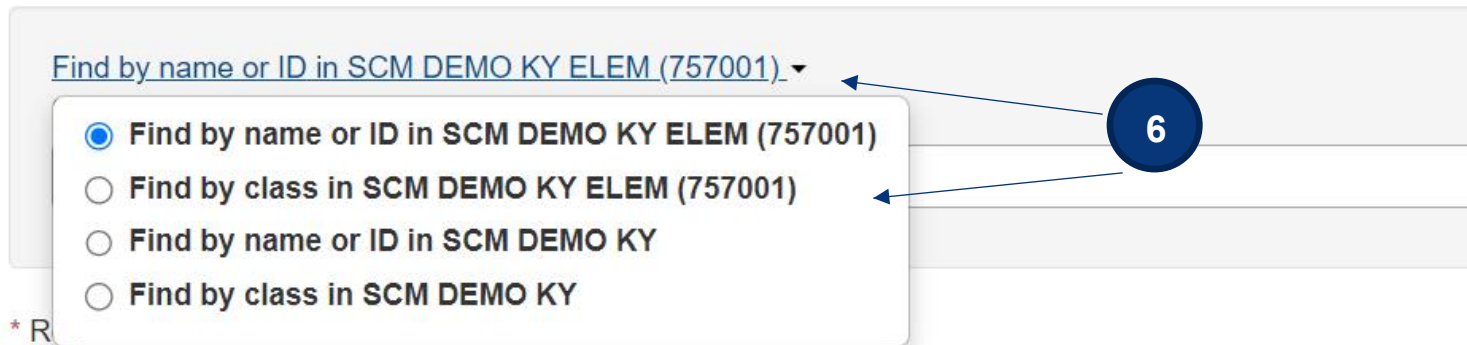 Find by name or ID in SCM DEMO KY ELEM (757001)
6
Find by name or ID in SCM DEMO KY ELEM (757001)
Find by class in SCM DEMO KY ELEM (757001)
Find by name or ID in SCM DEMO KY
Find by class in SCM DEMO KY
* R